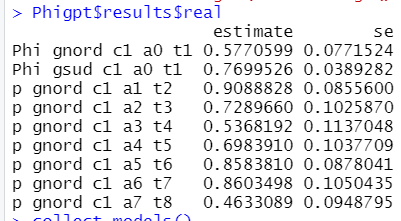 > Phigpt$results$real
estimate se
Phi gnord c1 a0 t1 0.5770599 0.0771524
Phi gsud c1 a0 t1 0.7699526 0.0389282
p gnord c1 a1 t2 0.9088828 0.0855600
p gnord c1 a2 t3 0.7289660 0.1025870
p gnord c1 a3 t4 0.5368192 0.1137048
p gnord c1 a4 t5 0.6983910 0.1037709
p gnord c1 a5 t6 0.8583810 0.0878041
p gnord c1 a6 t7 0.8603498 0.1050435
p gnord c1 a7 t8 0.4633089 0.0948795
> collect.models()